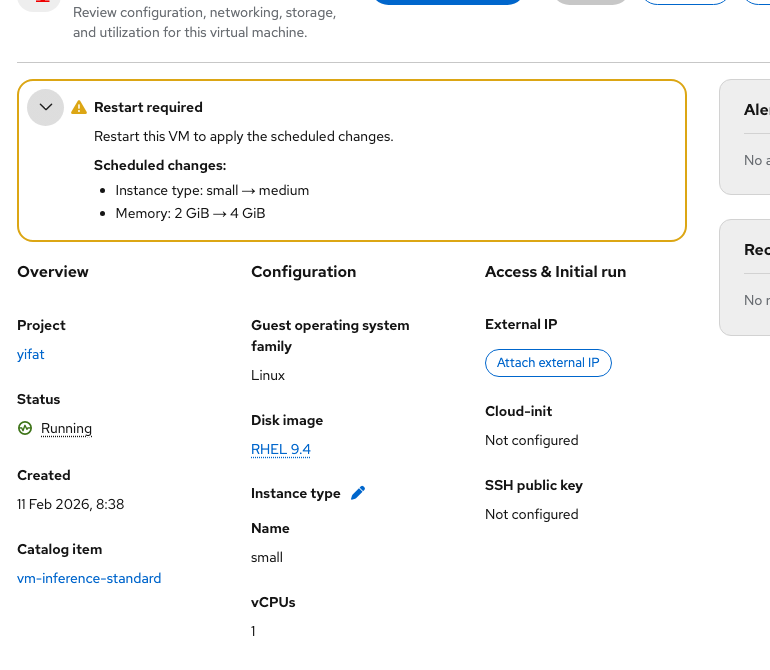 Review configuration, networking, storage,
and utilization for this virtual machine.
Restart required
Restart this VM to apply the scheduled changes.
Scheduled changes:
• Instance type: small → medium
• Memory: 2 GiB → 4 GiB
Overview
Project
yifat
Status
Running
Created
11 Feb 2026, 8:38
Catalog item
vm-inference-standard
Configuration
Guest operating system
family
Linux
Disk image
RHEL 9.4
Instance type
Name
small
vCPUs
1
Access & Initial run
External IP
Attach external IP
Cloud-init
Not configured
SSH public key
Not configured
No
No